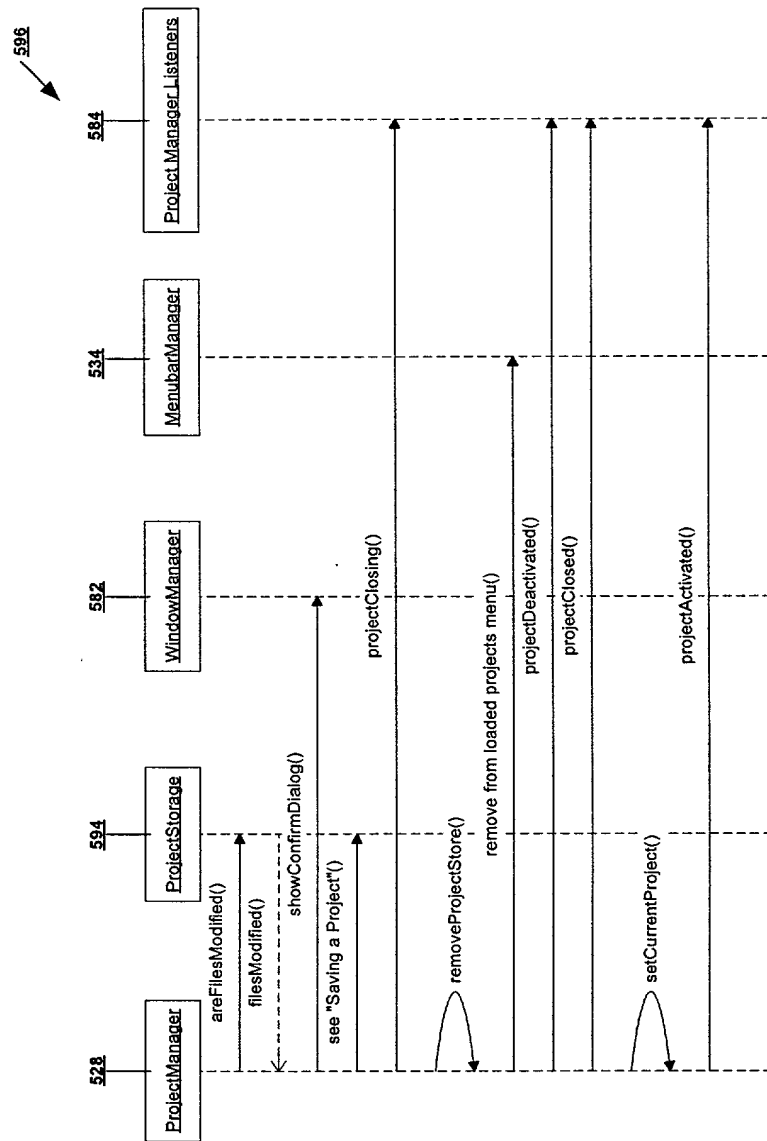 596
528
594
582
534
584
ProjectManager
ProjectStorage
WindowManager
MenubarManager
Project Manager Listeners
areFilesModified()
filesModified()
showConfirmDialog()
see "Saving a Project"()
projectClosing()
removeProjectStore()
remove from loaded projects menu()
projectDeactivated()
projectClosed()
setCurrentProject()
projectActivated()